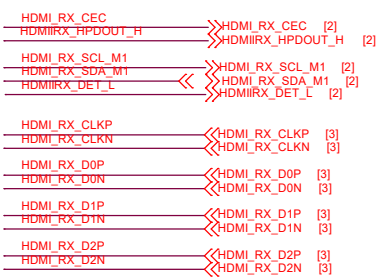 HDMI_RX_CEC HDMI_RX_CEC [2]
HDMIIRX_HPDOUT_H HDMIIRX_HPDOUT_H [2]
HDMI_RX_SCL_M1 HDMI_RX_SCL_M1 [2]
HDMI_RX_SDA_M1 HDMI_RX_SDA_M1 [2]
HDMIIRX_DET_L HDMIIRX_DET_L [2]
HDMI_RX_CLKP HDMI_RX_CLKP [3]
HDMI_RX_CLKN HDMI_RX_CLKN [3]
HDMI_RX_D0P HDMI_RX_D0P [3]
HDMI_RX_D0N HDMI_RX_D0N [3]
HDMI_RX_D1P HDMI_RX_D1P [3]
HDMI_RX_D1N HDMI_RX_D1N [3]
HDMI_RX_D2P HDMI_RX_D2P [3]
HDMI_RX_D2N HDMI_RX_D2N [3]